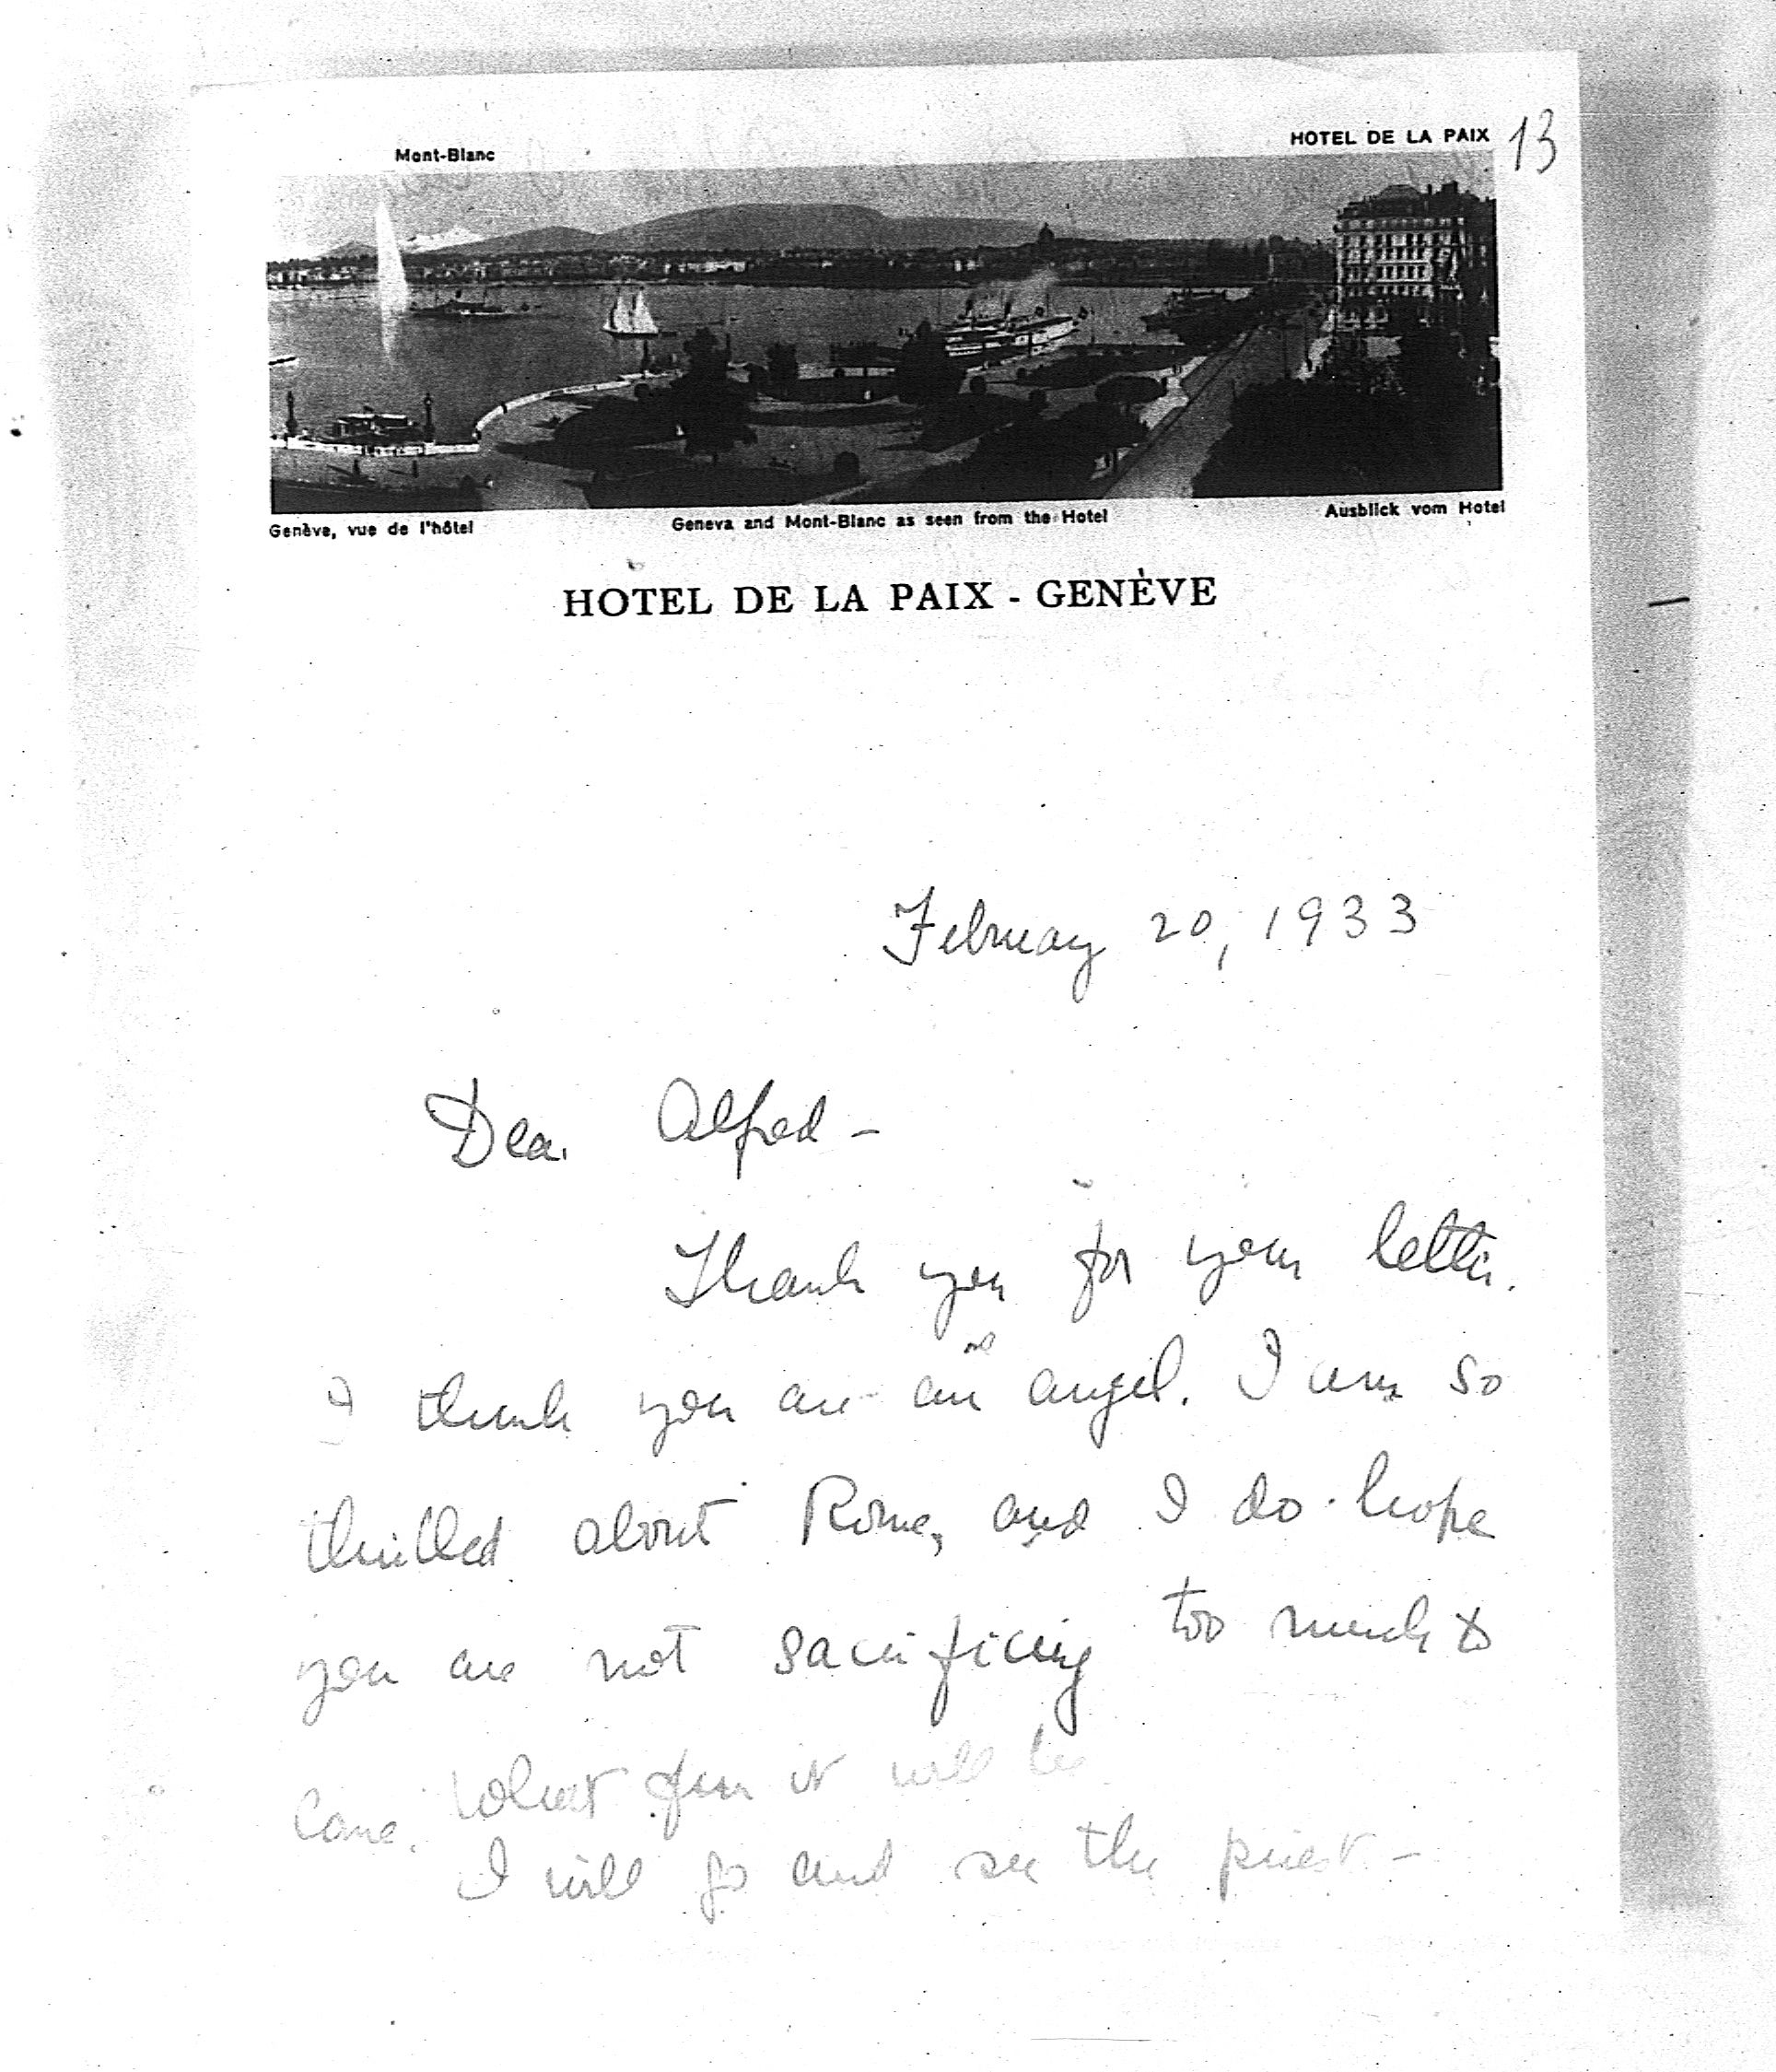 Mont-Blanc
HOTEL DE LA PAIX
13
Genève, vue de l'hôtel
Geneva and Mont-Blanc as seen from the Hotel
Ausblick vom Hotel
HOTEL DE LA PAIX - GENÈVE
February 20, 1933
Dear Alfred -
Thank you for your letter.
I think you are an angel. I am so
thrilled about Rome, and I do hope
you are not sacrificing too much to
come. What fun it will be
I will go and see the priest -